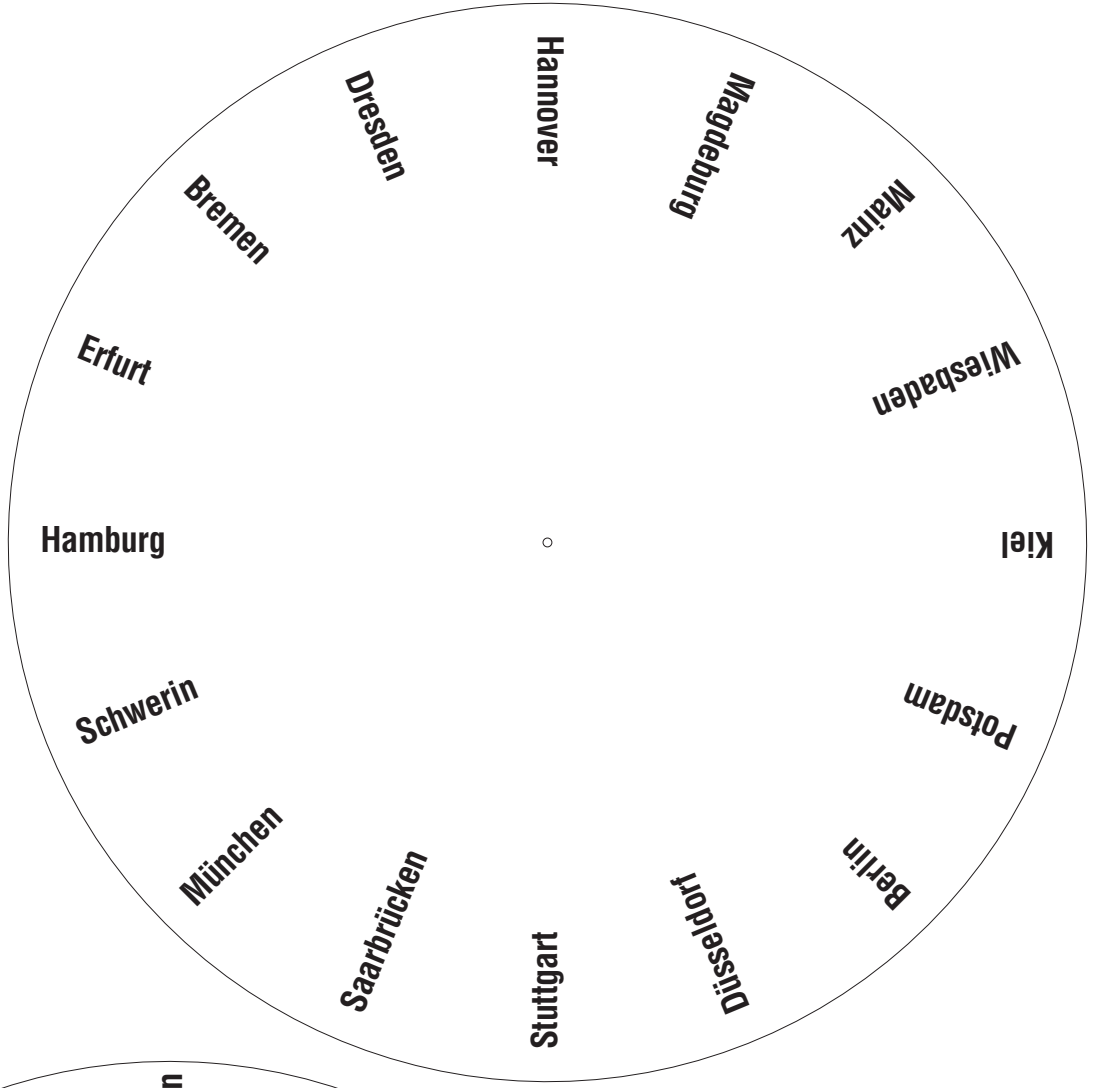 Hannover
Magdeburg
Mainz
Wiesbaden
Kiel
Potsdam
Berlin
Düsseldorf
Stuttgart
Saarbrücken
München
Schwerin
Hamburg
Erfurt
Bremen
Dresden